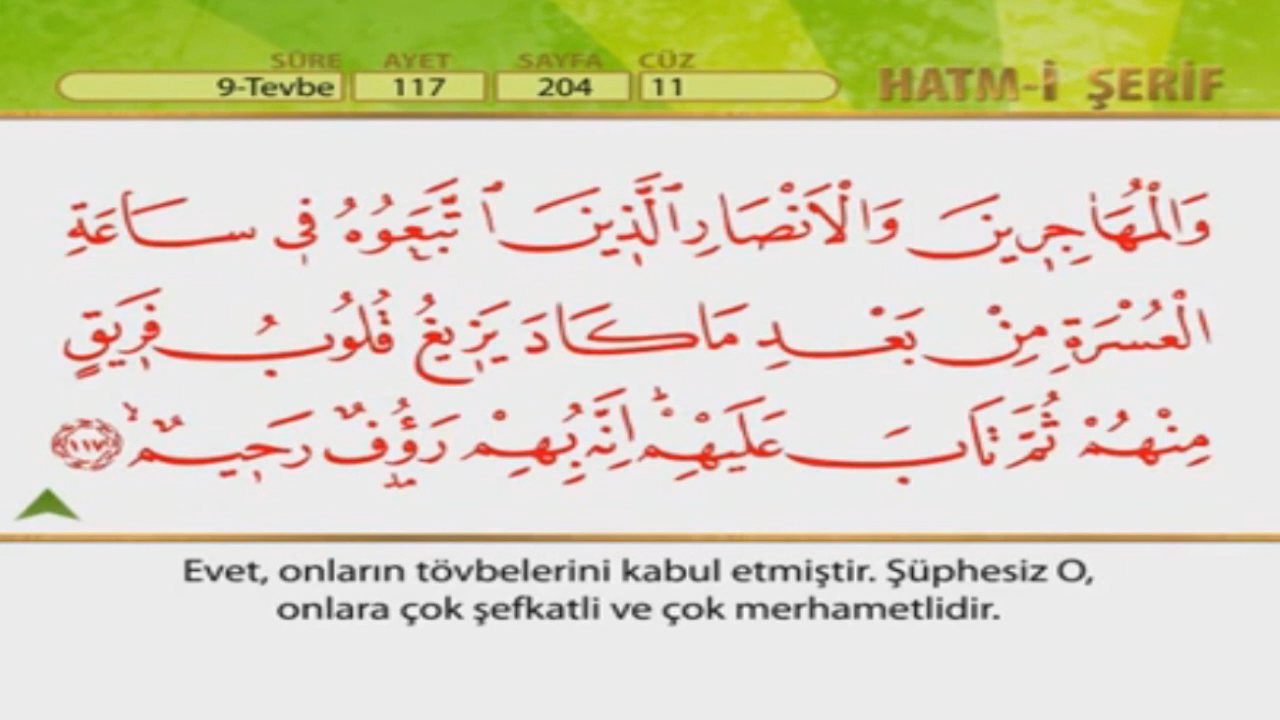 SÛRE AYET SAYFA CÜZ
9-Tevbe 117 204 11
HATM-İ ŞERİF
وَالْمُهَاجِرٖينَ وَالْاَنْصَارِ الَّذٖينَ اتَّبَعُوهُ فٖى سَاعَةِ
الْعُسْرَةِ مِنْ بَعْدِ مَا كَادَ يَزٖيغُ قُلُوبُ فَرٖيقٍ
مِنْهُمْ ثُمَّ تَابَ عَلَيْهِمْ اِنَّهُ بِهِمْ رَؤُفٌ رَحٖيمٌ ﴿١١٧﴾
Evet, onların tövbelerini kabul etmiştir. Şüphesiz O,
onlara çok şefkatli ve çok merhametlidir.